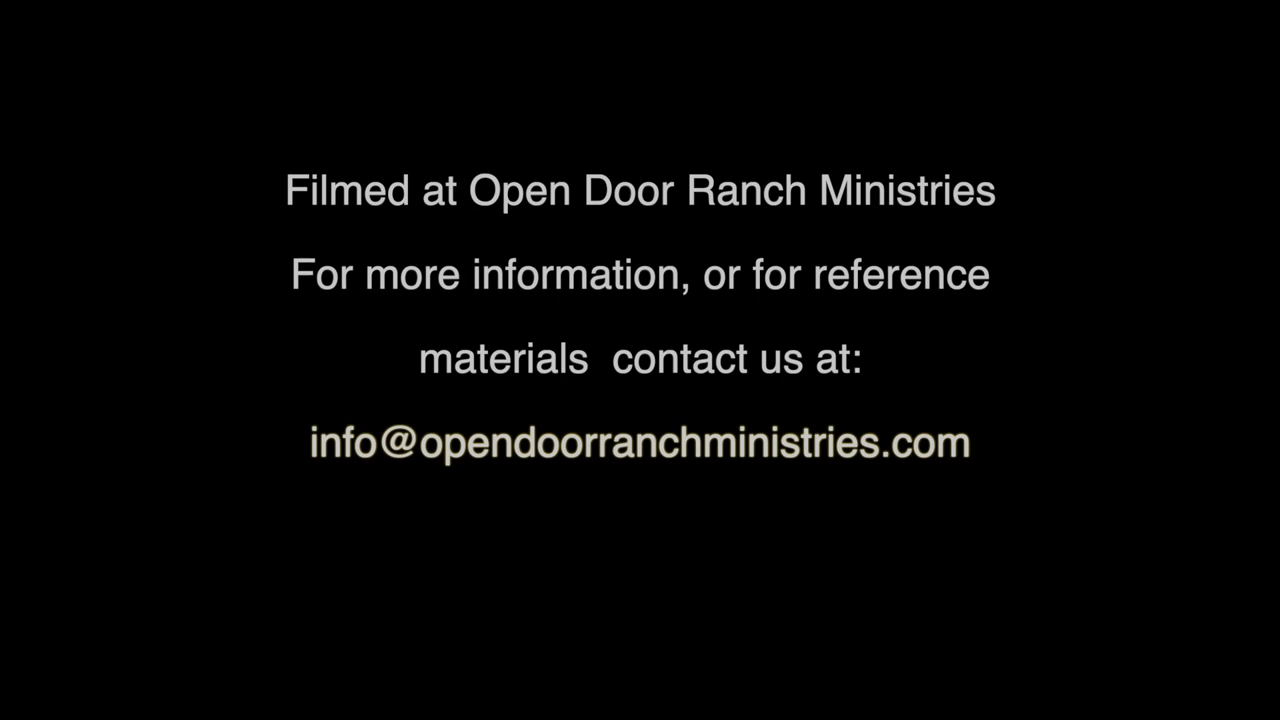 Filmed at Open Door Ranch Ministries
For more information, or for reference
materials  contact us at:
info@opendoorranchministries.com